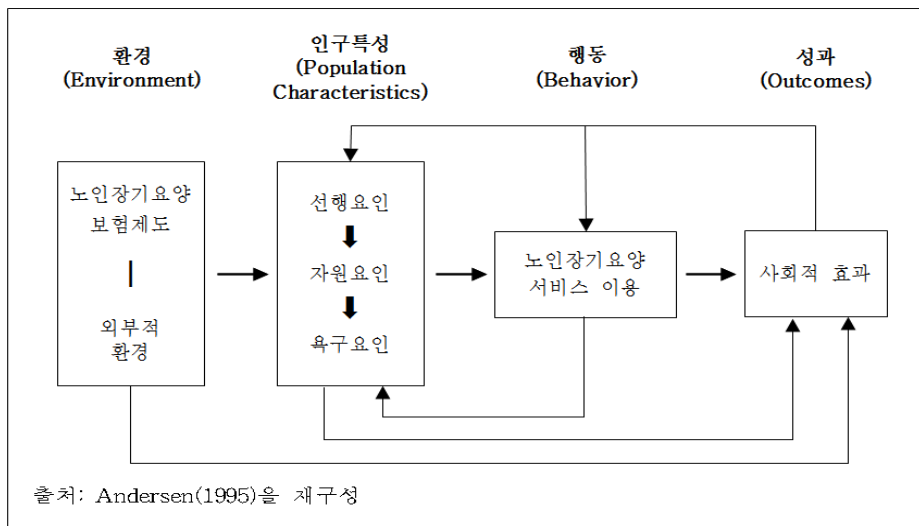 환경
(Environment)
인구특성
(Population
Characteristics)
행동
(Behavior)
성과
(Outcomes)
노인장기요양
보험제도
외부적
환경
선행요인
자원요인
욕구요인
노인장기요양
서비스 이용
사회적 효과
출처: Andersen(1995)을 재구성